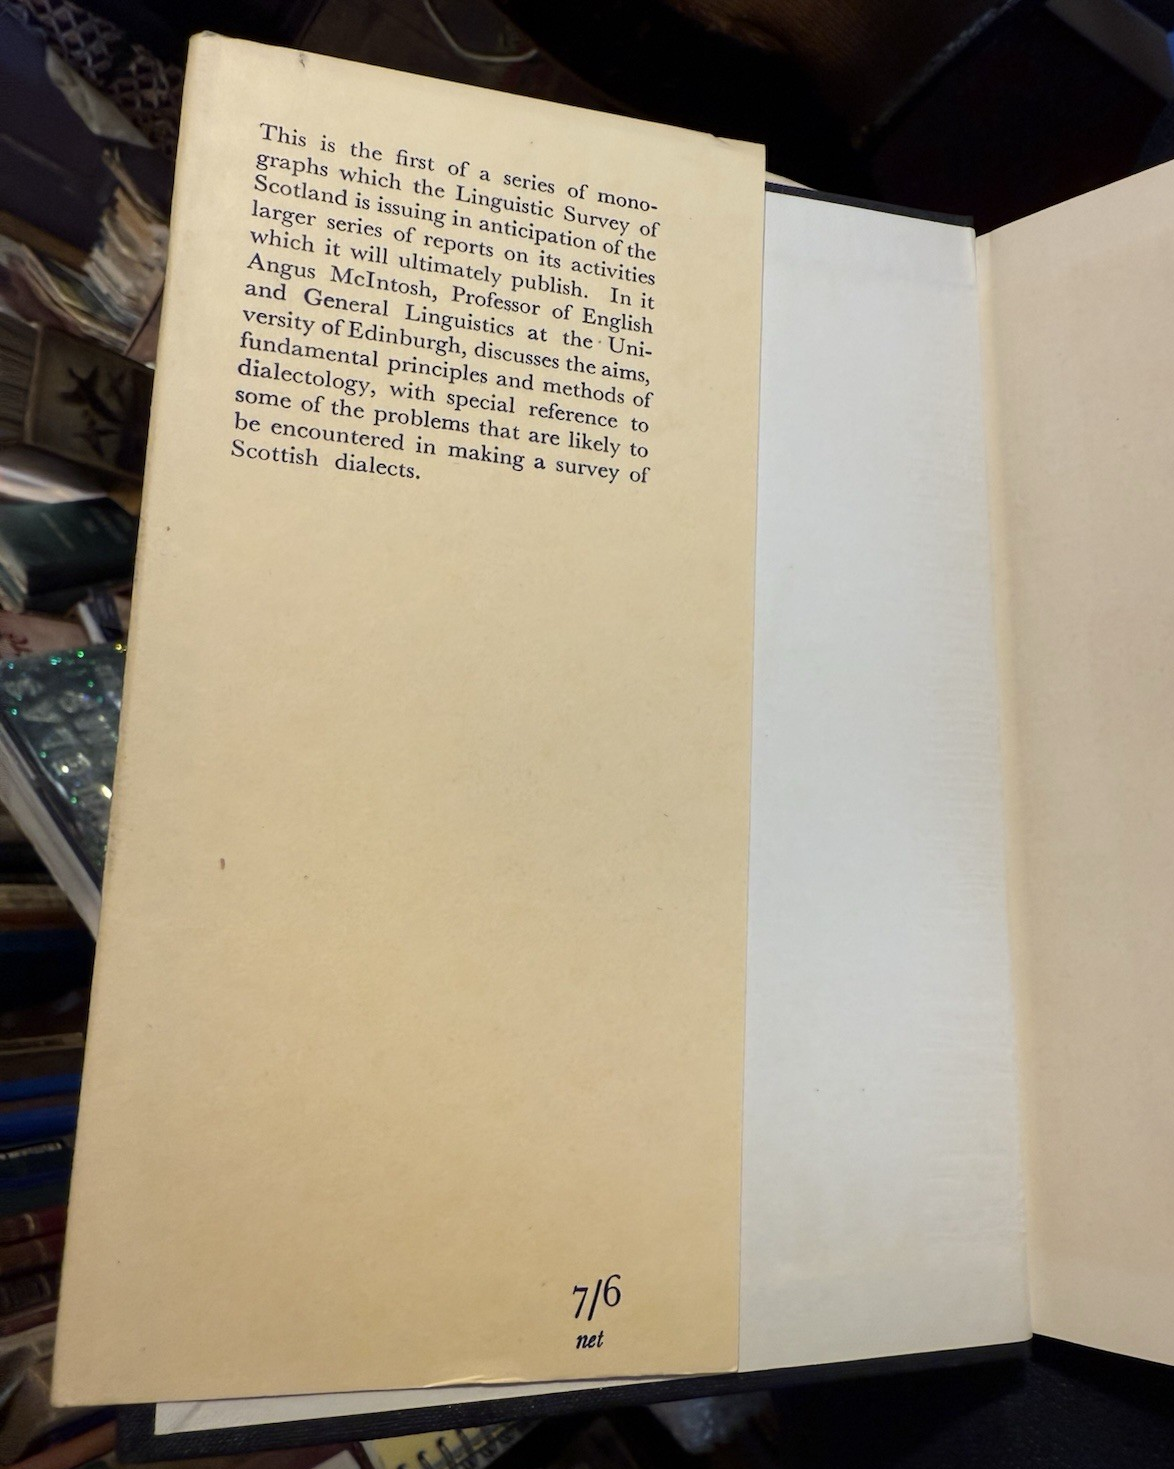 This is the first of a series of mono-
graphs which the Linguistic Survey of
Scotland is issuing in anticipation of the
larger series of reports on its activities
which it will ultimately publish. In it
Angus McIntosh, Professor of English
and General Linguistics at the Uni-
versity of Edinburgh, discusses the aims,
fundamental principles and methods of
dialectology, with special reference to
some of the problems that are likely to
be encountered in making a survey of
Scottish dialects.
7/6
net